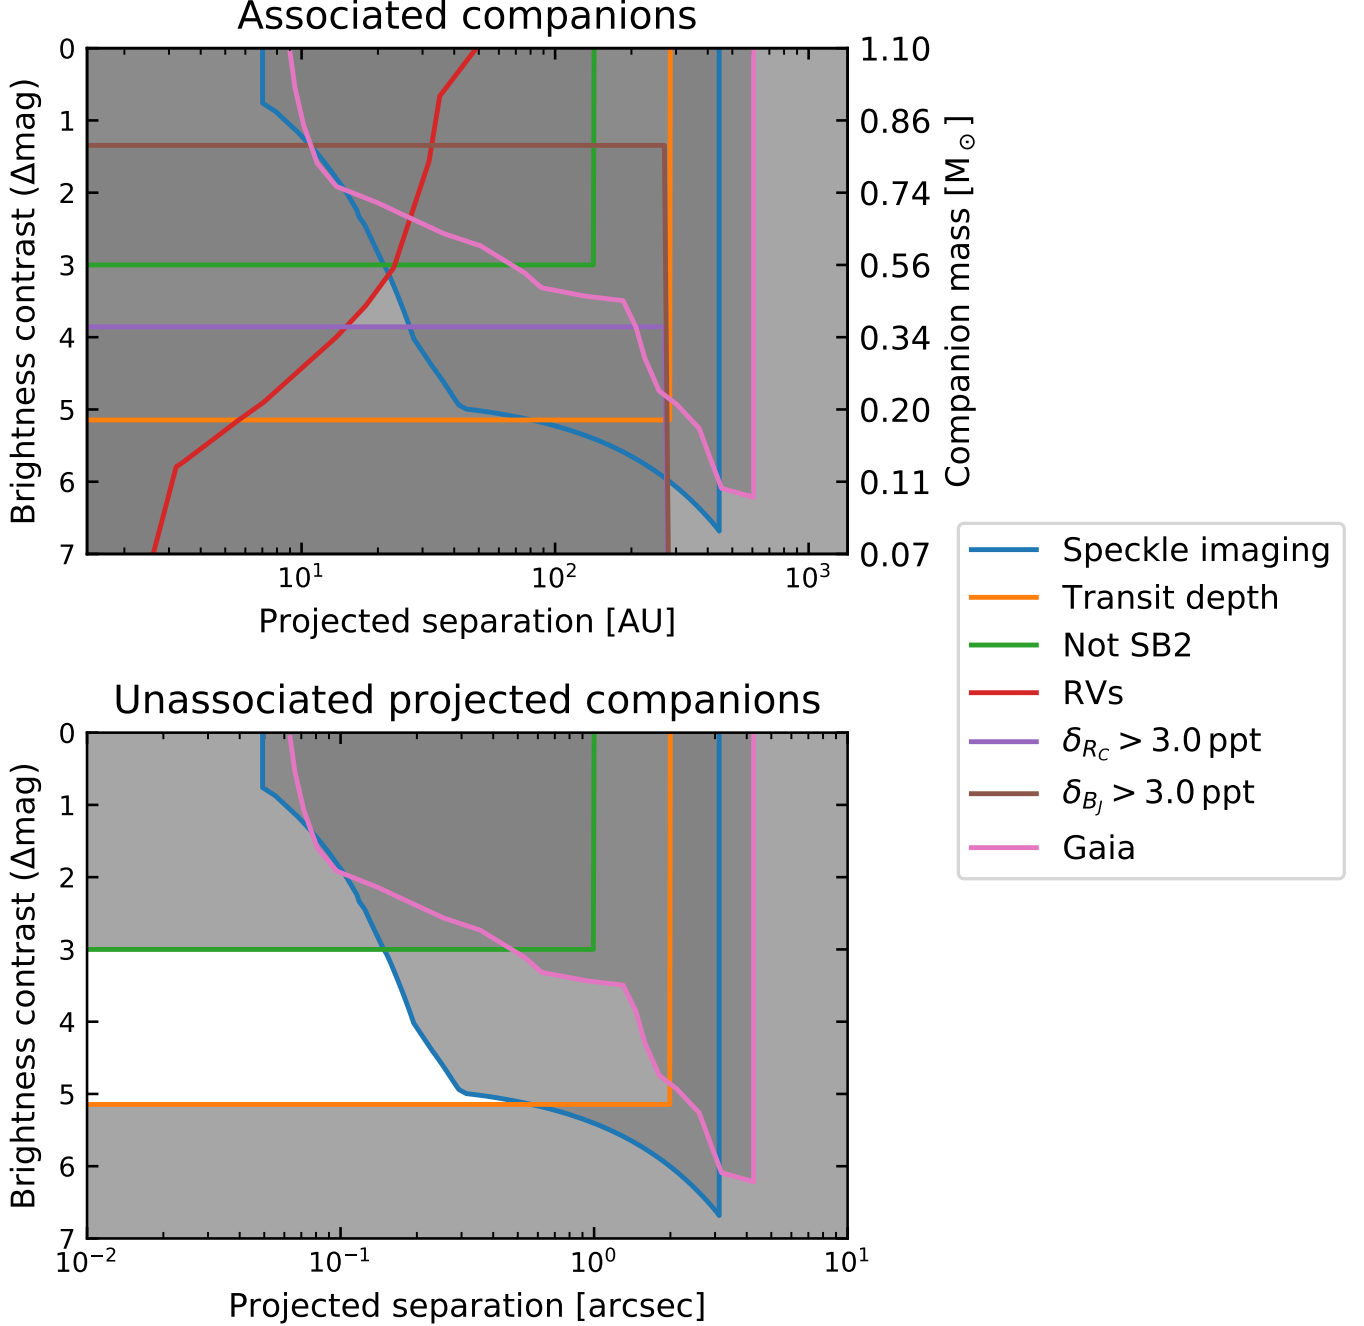 Associated companions
Brightness contrast (Δmag)
0
1
2
3
4
5
6
7
10¹
10²
10³
Projected separation [AU]
1.10
0.86
0.74
0.56
0.34
0.20
0.11
0.07
Companion mass [M⊙]
Speckle imaging
Transit depth
Not SB2
RVs
δ_{R_C} > 3.0 ppt
δ_{B_J} > 3.0 ppt
Gaia
Unassociated projected companions
Brightness contrast (Δmag)
0
1
2
3
4
5
6
7
10⁻²
10⁻¹
10⁰
10¹
Projected separation [arcsec]